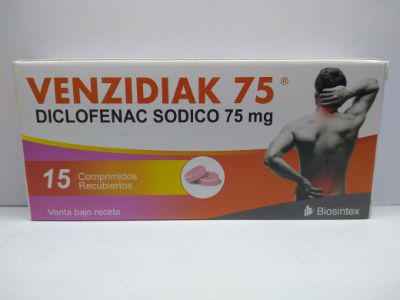 VENZIDIAK 75®
DICLOFENAC SODICO 75 mg
15 Comprimidos
Recubiertos
Venta bajo receta
Biosintex